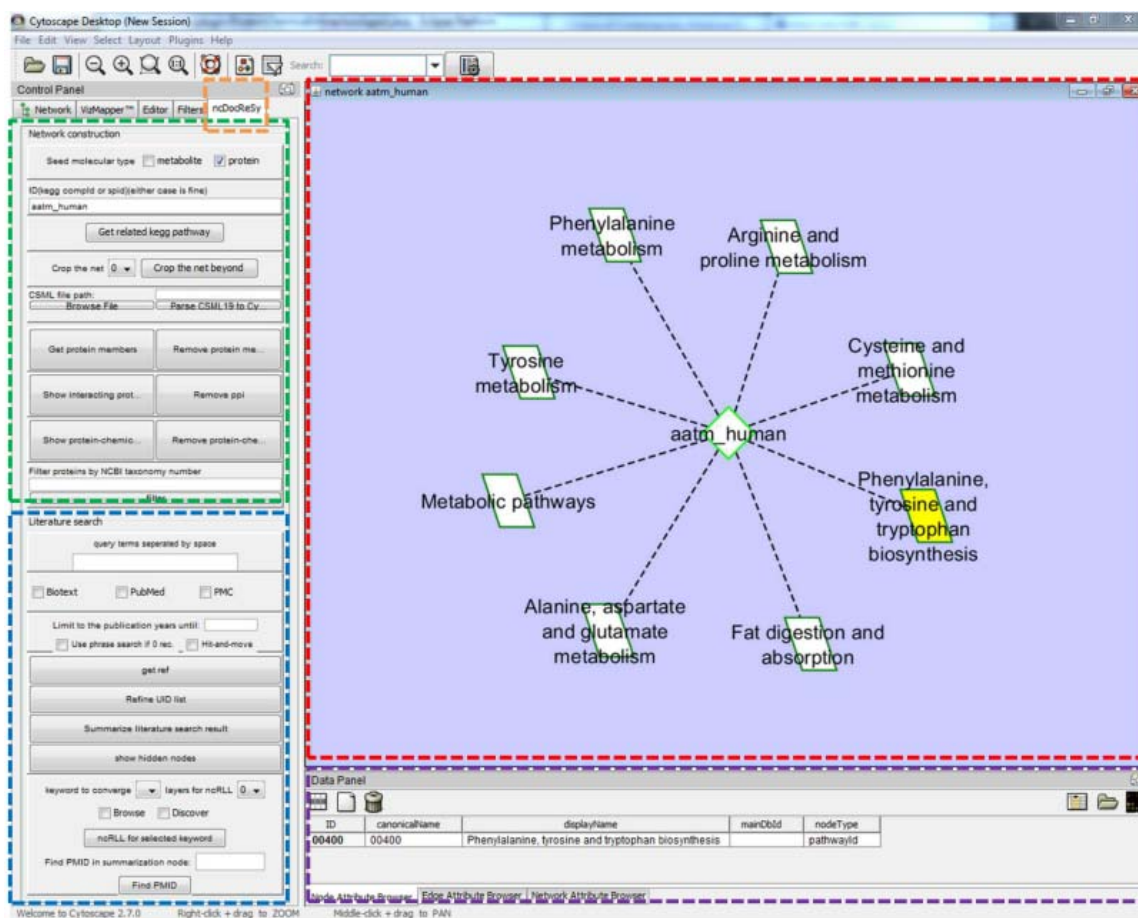 Cytoscape Desktop (New Session)
File Edit View Select Layout Plugins Help
Search:
Control Panel
Network VizMapper™ Editor Filters ncDocReSy
Network construction
Seed molecular type metabolite protein
ID(kegg compId or spid)(either case is fine)
aatm_human
Get related kegg pathway
Crop the net 0 Crop the net beyond
CSML file path:
Browse File Parse CSML19 to Cy...
Get protein members Remove protein me...
Show interacting prot... Remove ppi
Show protein-chemic... Remove protein-che...
Filter proteins by NCBI taxonomy number
filter
Literature search
query terms seperated by space
Biotext PubMed PMC
Limit to the publication years until:
Use phrase search if 0 rec. Hit-and-move
get ref
Refine UID list
Summarize literature search result
show hidden nodes
keyword to converge layers for ncRLL 0
Browse Discover
ncRLL for selected keyword
Find PMID in summarization node:
Find PMID
network aatm_human
Phenylalanine
metabolism
Arginine and
proline metabolism
Tyrosine
metabolism
Cysteine and
methionine
metabolism
aatm_human
Metabolic pathways
Phenylalanine,
tyrosine and
tryptophan
biosynthesis
Alanine, aspartate
and glutamate
metabolism
Fat digestion and
absorption
Data Panel
ID canonicalName displayName mainDbId nodeType
00400 00400 Phenylalanine, tyrosine and tryptophan biosynthesis pathwayId
Node Attribute Browser Edge Attribute Browser Network Attribute Browser
Welcome to Cytoscape 2.7.0 Right-click + drag to ZOOM Middle-click + drag to PAN